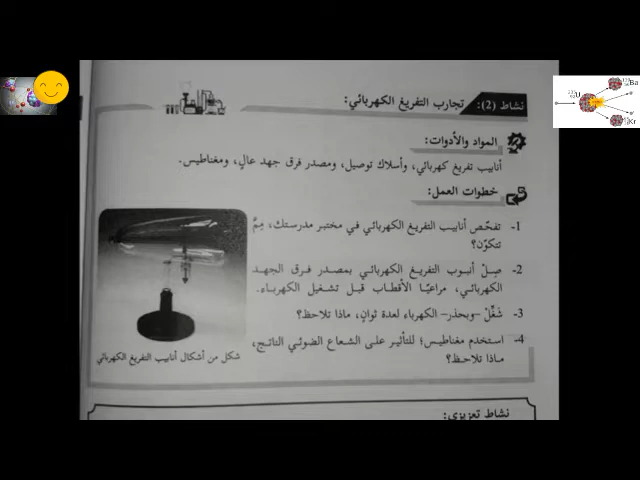 نشاط (2): تجارب التفريغ الكهربائي:
المواد والأدوات:
أنابيب تفريغ كهربائي، وأسلاك توصيل، ومصدر فرق جهد عالٍ، ومغناطيس.
خطوات العمل:
1- تفحّص أنابيب التفريغ الكهربائي في مختبر مدرستك، مِمَّ
تتكوّن؟
2- صِلْ أنبوب التفريغ الكهربائي بمصدر فرق الجهد
الكهربائي، مراعيًا الأقطاب قبل تشغيل الكهرباء.
3- شَغِّلْ -وبحذر- الكهرباء لعدة ثوانٍ، ماذا تلاحظ؟
4- استخدم مغناطيس؛ للتأثير على الشعاع الضوئي الناتج،
ماذا تلاحظ؟
شكل من أشكال أنابيب التفريغ الكهربائي
نشاط تعزيزي:
U
Ba
Kr